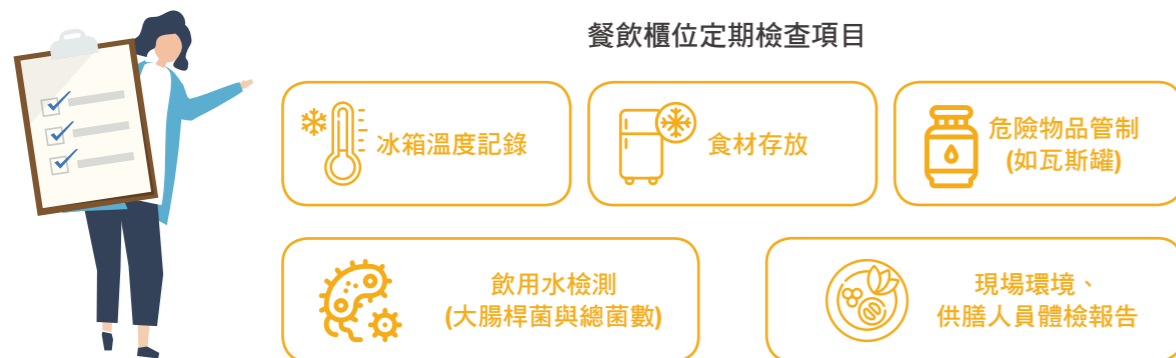 餐飲櫃位定期檢查項目
冰箱溫度記錄
食材存放
危險物品管制
(如瓦斯罐)
飲用水檢測
(大腸桿菌與總菌數)
現場環境、
供膳人員體檢報告